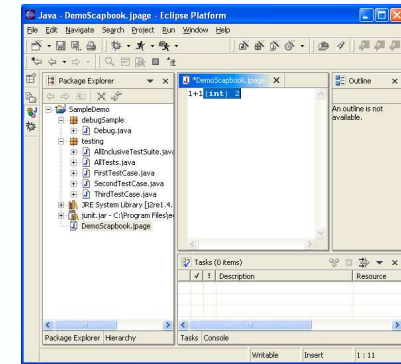 Java - DemoScapbook.jpage - Eclipse Platform
File Edit Navigate Search Project Run Window Help
Package Explorer
SampleDemo
debugSample
Debug.java
testing
AllInclusiveTestSuite.java
AllTests.java
FirstTestCase.java
SecondTestCase.java
ThirdTestCase.java
JRE System Library [j2re1.4.
junit.jar - C:\Program Files\e
DemoScapbook.jpage
Package Explorer Hierarchy
*DemoScapbook.jpage
1+1(int) 2
Outline
An outline is not
available.
Tasks (0 items)
! Description Resource
Tasks Console
Writable Insert 1 : 11